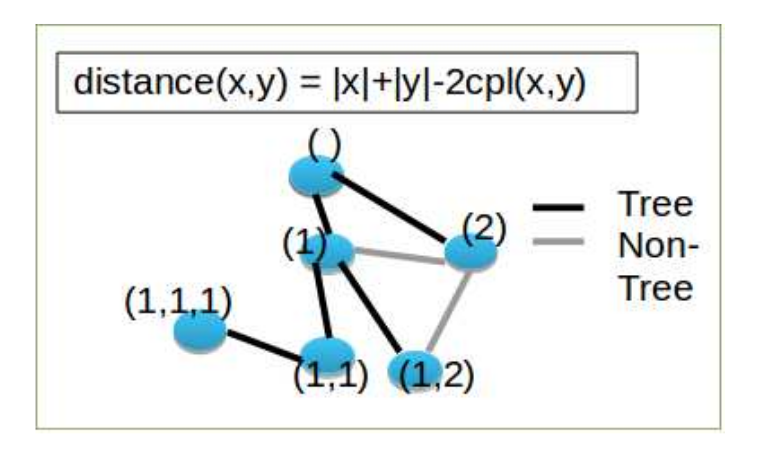 distance(x,y) = |x|+|y|-2cpl(x,y)
( )
(1)
(2)
(1,1,1)
(1,1)
(1,2)
Tree
Non-
Tree